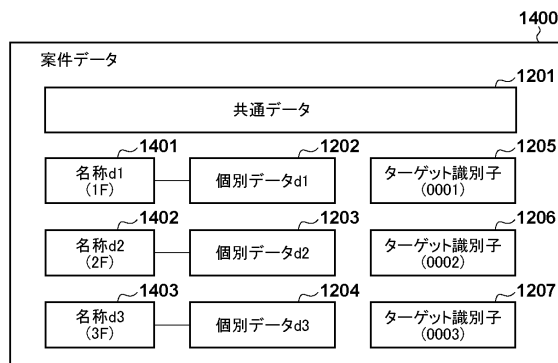 1400
案件データ
1201
共通データ
1401
1202
1205
名称d1
(1F)
個別データd1
ターゲット識別子
(0001)
1402
1203
1206
名称d2
(2F)
個別データd2
ターゲット識別子
(0002)
1403
1204
1207
名称d3
(3F)
個別データd3
ターゲット識別子
(0003)